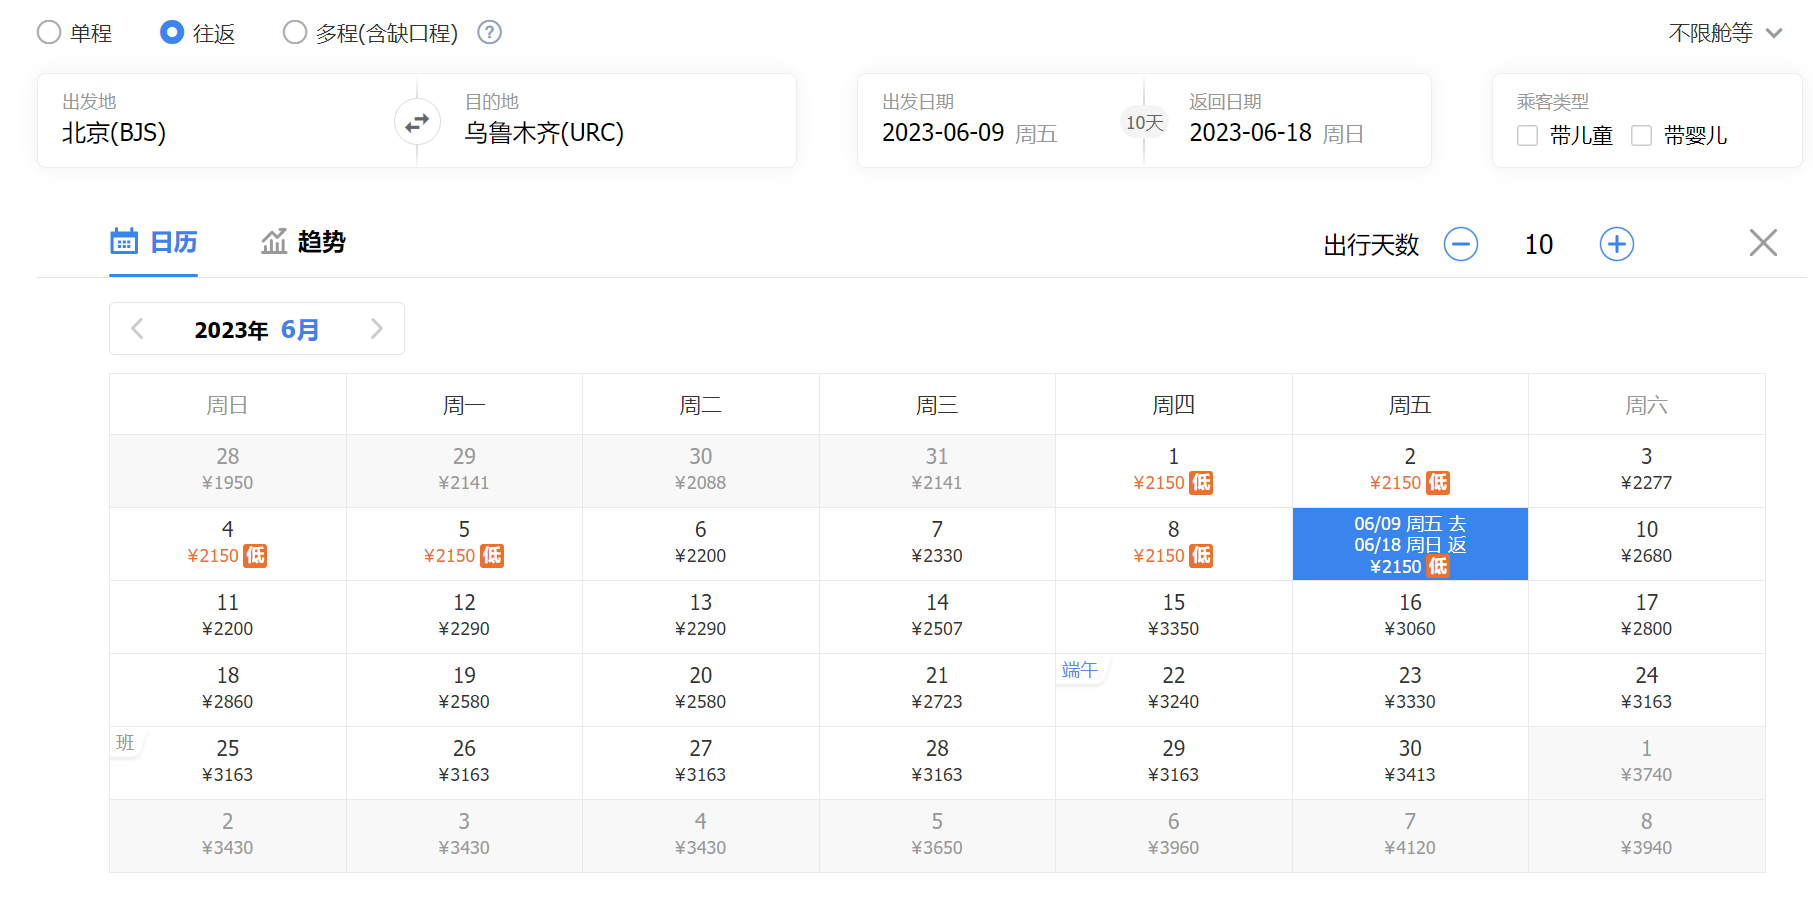 单程 往返 多程(含缺口程) ? 不限舱等
出发地 目的地 出发日期 返回日期 乘客类型
北京(BJS) 乌鲁木齐(URC) 2023-06-09 周五 10天 2023-06-18 周日 带儿童 带婴儿
日历 趋势 出行天数 10
2023年 6月
周日 周一 周二 周三 周四 周五 周六
28 29 30 31 1 2 3
¥1950 ¥2141 ¥2088 ¥2141 ¥2150 低 ¥2150 低 ¥2277
4 5 6 7 8 06/09 周五 去 10
06/18 周日 返
¥2150 低 ¥2150 低 ¥2200 ¥2330 ¥2150 低 ¥2150 低 ¥2680
11 12 13 14 15 16 17
¥2200 ¥2290 ¥2290 ¥2507 ¥3350 ¥3060 ¥2800
18 19 20 21 端午 22 23 24
¥2860 ¥2580 ¥2580 ¥2723 ¥3240 ¥3330 ¥3163
班 25 26 27 28 29 30 1
¥3163 ¥3163 ¥3163 ¥3163 ¥3163 ¥3413 ¥3740
2 3 4 5 6 7 8
¥3430 ¥3430 ¥3430 ¥3650 ¥3960 ¥4120 ¥3940